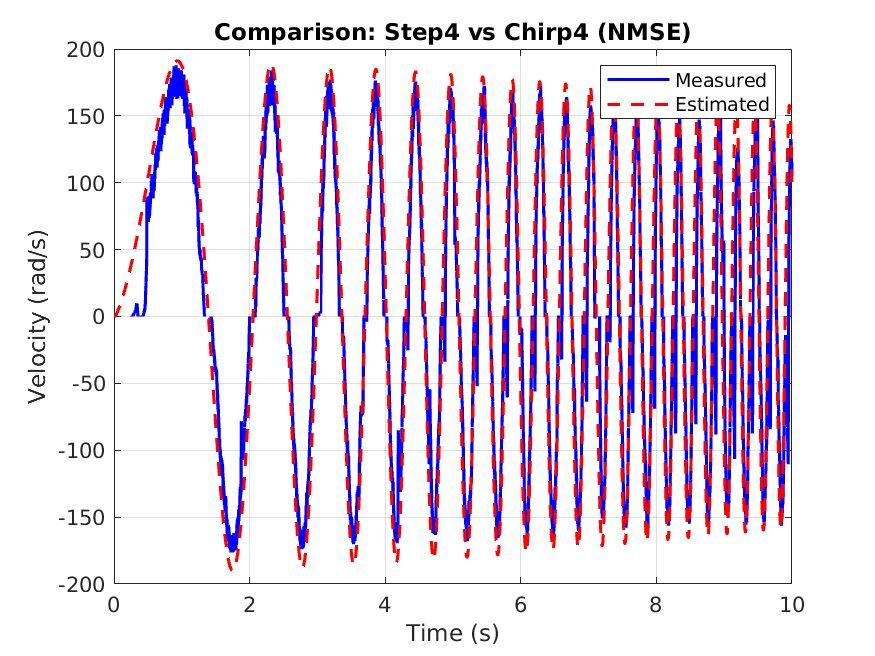 Comparison: Step4 vs Chirp4 (NMSE)
Measured
Estimated
200
150
100
50
0
-50
-100
-150
-200
Velocity (rad/s)
0 2 4 6 8 10
Time (s)